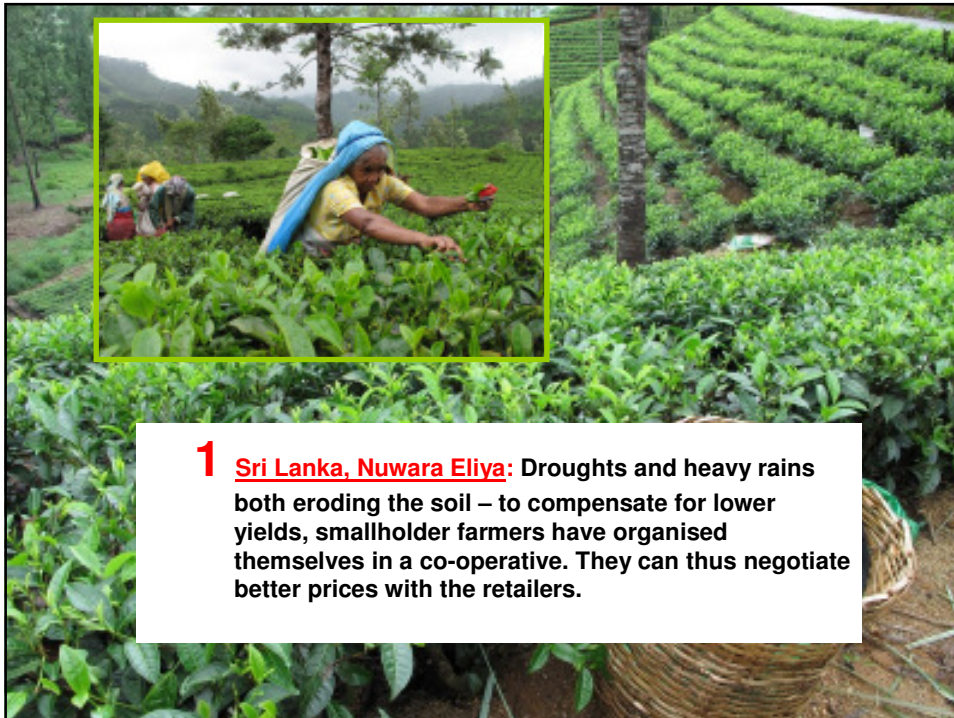 1 Sri Lanka, Nuwara Eliya: Droughts and heavy rains
both eroding the soil – to compensate for lower
yields, smallholder farmers have organised
themselves in a co-operative. They can thus negotiate
better prices with the retailers.